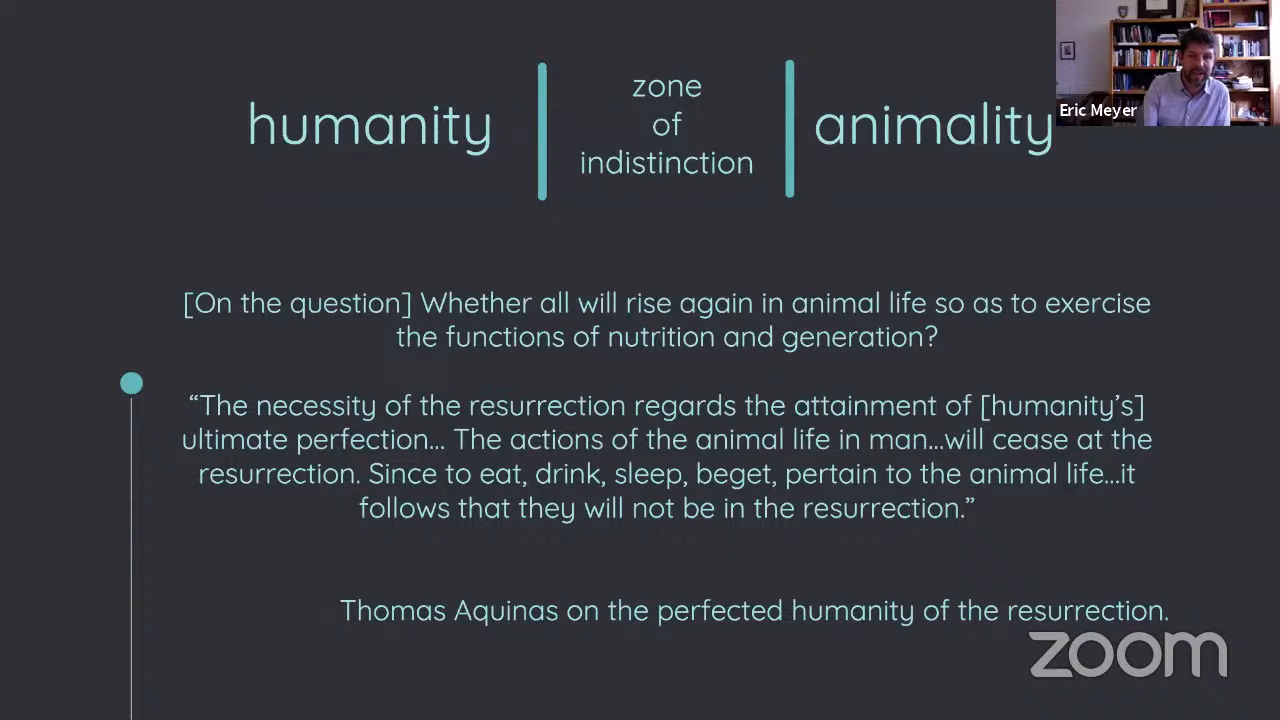 humanity
zone
of
indistinction
animality
Eric Meyer
[On the question] Whether all will rise again in animal life so as to exercise
the functions of nutrition and generation?
“The necessity of the resurrection regards the attainment of [humanity’s]
ultimate perfection... The actions of the animal life in man...will cease at the
resurrection. Since to eat, drink, sleep, beget, pertain to the animal life...it
follows that they will not be in the resurrection.”
Thomas Aquinas on the perfected humanity of the resurrection.
zoom